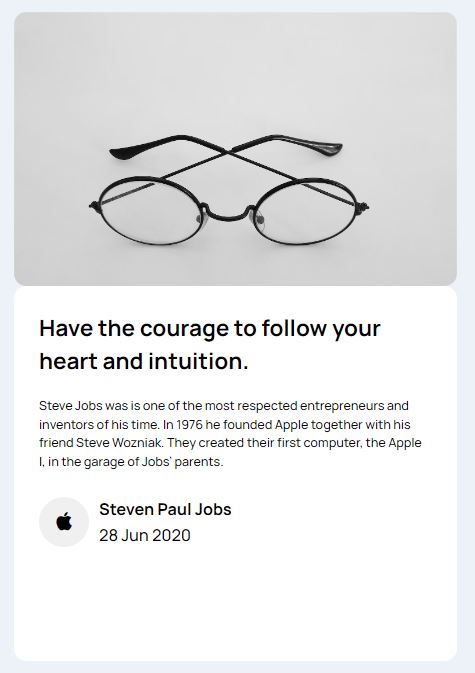 Have the courage to follow your
heart and intuition.
Steve Jobs was is one of the most respected entrepreneurs and
inventors of his time. In 1976 he founded Apple together with his
friend Steve Wozniak. They created their first computer, the Apple
I, in the garage of Jobs' parents.
Steven Paul Jobs
28 Jun 2020